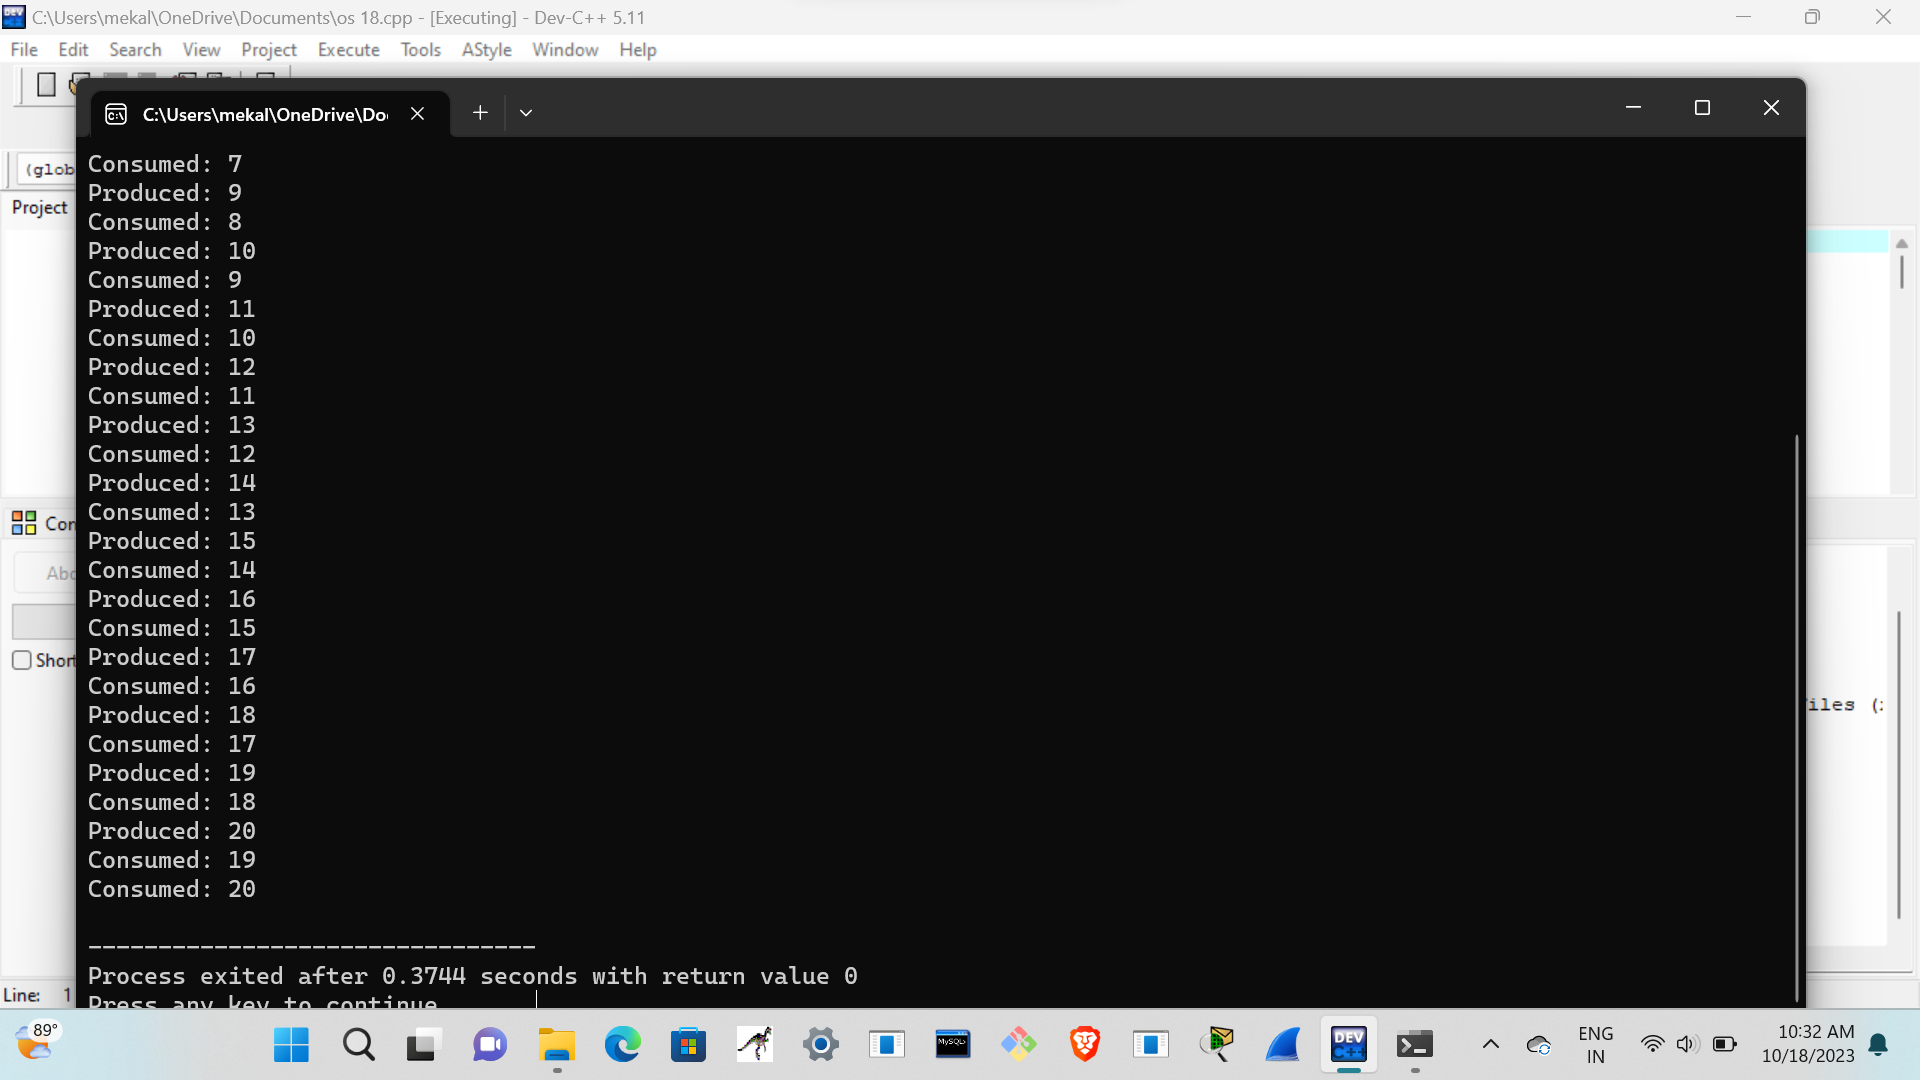 C:\Users\mekal\OneDrive\Documents\os 18.cpp - [Executing] - Dev-C++ 5.11
File Edit Search View Project Execute Tools AStyle Window Help
C:\Users\mekal\OneDrive\Do
(glob
Project
Consumed: 7
Produced: 9
Consumed: 8
Produced: 10
Consumed: 9
Produced: 11
Consumed: 10
Produced: 12
Consumed: 11
Produced: 13
Consumed: 12
Produced: 14
Consumed: 13
Produced: 15
Consumed: 14
Produced: 16
Consumed: 15
Produced: 17
Consumed: 16
Produced: 18
Consumed: 17
Produced: 19
Consumed: 18
Produced: 20
Consumed: 19
Consumed: 20
--------------------------------
Process exited after 0.3744 seconds with return value 0
Press any key to continue
Con
Abo
Short
iles (
Line: 1
89°
MySQL
DEV C++
ENG
IN
10:32 AM
10/18/2023